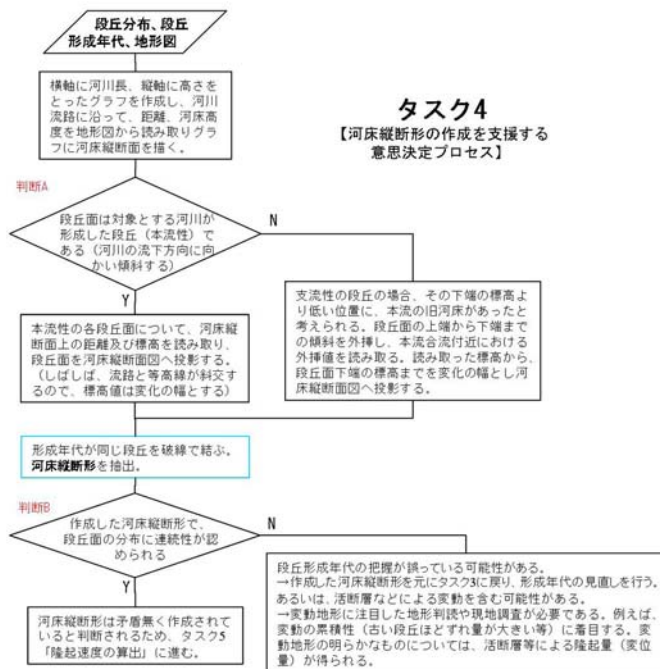 段丘分布、段丘
形成年代、地形図
横軸に河川長、縦軸に高さを
とったグラフを作成し、河川
流路に沿って、距離、河床高
度を地形図から読み取りグラ
フに河床縦断面を描く。
タスク4
【河床縦断形の作成を支援する
意思決定プロセス】
判断A
段丘面は対象とする河川が
形成した段丘（本流性）で
ある（河川の流下方向に向
かい傾斜する）
N
Y
本流性の各段丘面について、河床縦
断面上の距離及び標高を読み取り、
段丘面を河床縦断面図へ投影する。
（しばしば、流路と等高線が斜交す
るので、標高値は変化の幅とする）
支流性の段丘の場合、その下端の標高よ
り低い位置に、本流の旧河床があったと
考えられる。段丘面の上端から下端まで
の傾斜を外挿し、本流合流付近における
外挿値を読み取る。読み取った標高から、
段丘面下端の標高までを変化の幅とし河
床縦断面図へ投影する。
形成年代が同じ段丘を破線で結ぶ。
河床縦断形を抽出。
判断B
作成した河床縦断形で、
段丘面の分布に連続性が認
められる
N
Y
河床縦断形は矛盾無く作成されて
いると判断されるため、タスク5
「隆起速度の算出」に進む。
段丘形成年代の把握が誤っている可能性がある。
→作成した河床縦断形を元にタスク3に戻り、形成年代の見直しを行う。
あるいは、活断層などによる変動を含む可能性がある。
→変動地形に注目した地形判読や現地調査が必要である。例えば、
変動の累積性（古い段丘ほどずれ量が大きい等）に着目する。変
動地形の明らかなものについては、活断層等による隆起量（変位
量）が得られる。